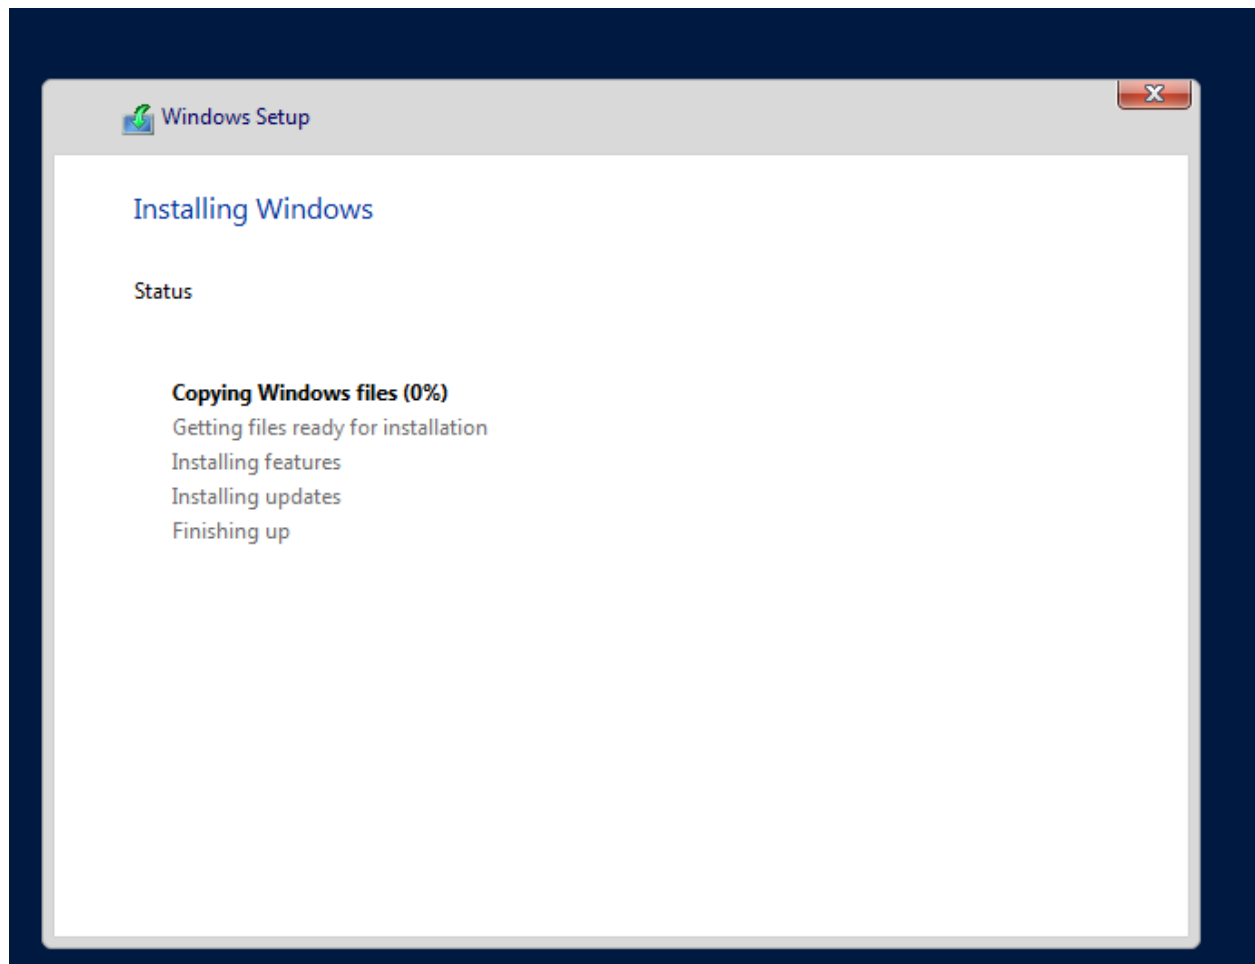 Windows Setup
Installing Windows
Status
Copying Windows files (0%)
Getting files ready for installation
Installing features
Installing updates
Finishing up